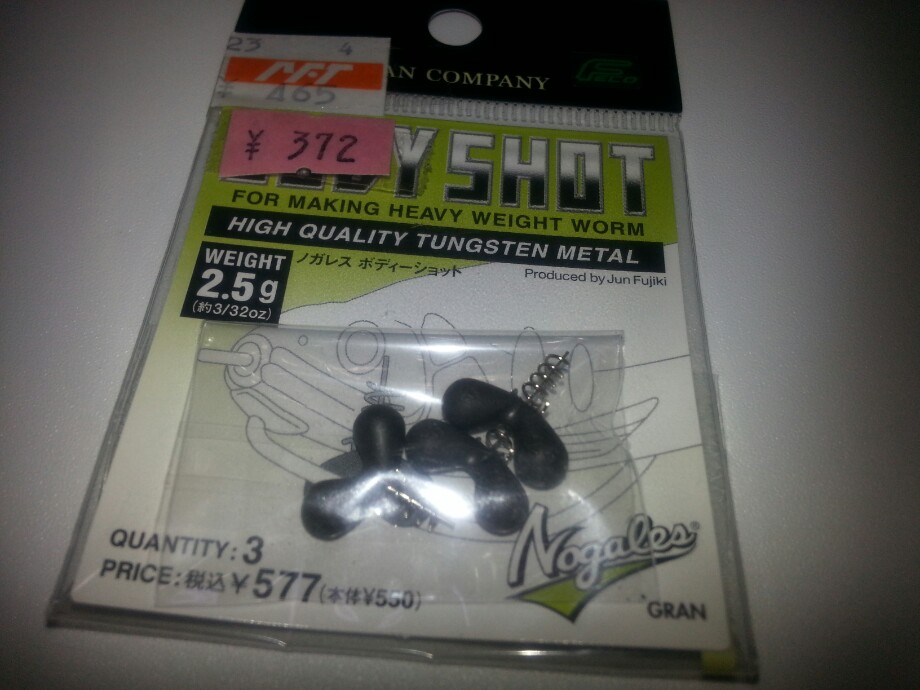 23 4
AN COMPANY
¥ 465
¥ 372
SHOT
FOR MAKING HEAVY WEIGHT WORM
HIGH QUALITY TUNGSTEN METAL
WEIGHT
2.5g
(約3/32oz)
ノガレス ボディーショット
Produced by Jun Fujiki
QUANTITY: 3
PRICE: 税込¥577(本体¥550)
Nogales®
GRAN